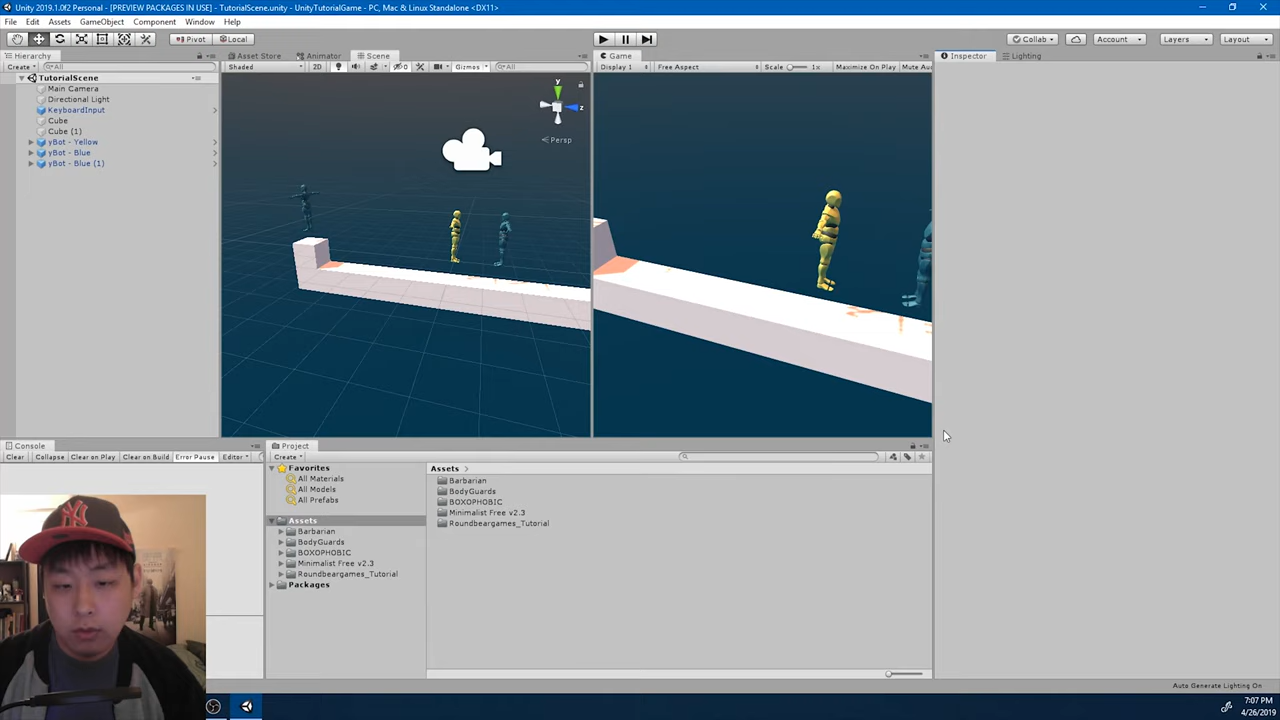 Unity 2019.1.0f2 Personal - [PREVIEW PACKAGES IN USE] - TutorialScene.unity - UnityTutorialGame - PC, Mac & Linux Standalone <DX11>
File Edit Assets GameObject Component Window Help
Pivot Local Collab Account Layers Layout
Hierarchy Asset Store Animator Scene Game Inspector Lighting
Create All Shaded 2D 0 Gizmos All Display 1 Free Aspect Scale 1x Maximize On Play Mute Au
TutorialScene
Main Camera
Directional Light
KeyboardInput
Cube
Cube (1)
yBot - Yellow
yBot - Blue
yBot - Blue (1)
y
z
Persp
Console Project
Clear Collapse Clear on Play Clear on Build Error Pause Editor Create
Favorites
All Materials
All Models
All Prefabs
Assets
Barbarian
BodyGuards
BOXOPHOBIC
Minimalist Free v2.3
Roundbeargames_Tutorial
Packages
Assets
Barbarian
BodyGuards
BOXOPHOBIC
Minimalist Free v2.3
Roundbeargames_Tutorial
Auto Generate Lighting On
7:07 PM
4/26/2019